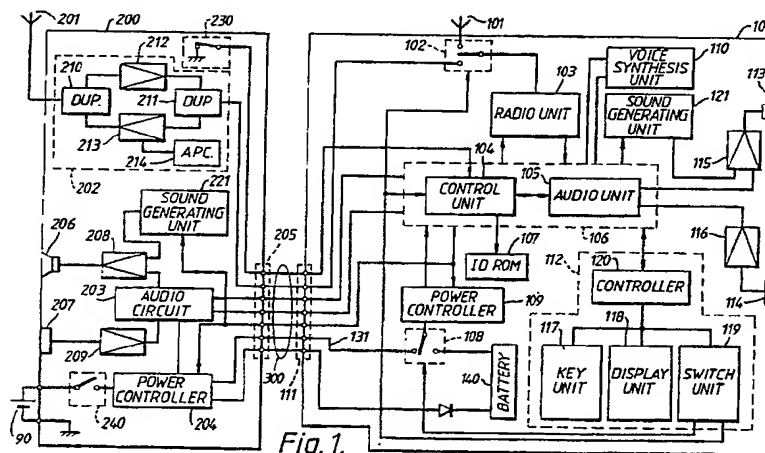 201
200
230
212
210
DUP.
211
DUP
213
214
A.P.C.
202
221
SOUND
GENERATING
UNIT
206
208
203
AUDIO
CIRCUIT
207
209
POWER
CONTROLLER
204
240
90
205
300
111
131
Fig. 1.
101
102
10
103
RADIO UNIT
VOICE
SYNTHESIS
UNIT
110
SOUND
GENERATING
UNIT
121
113
115
104
CONTROL
UNIT
105
AUDIO UNIT
106
116
114
ID ROM
107
112
120
CONTROLLER
POWER
CONTROLLER
109
108
BATTERY
140
117
KEY
UNIT
118
DISPLAY
UNIT
119
SWITCH
UNIT